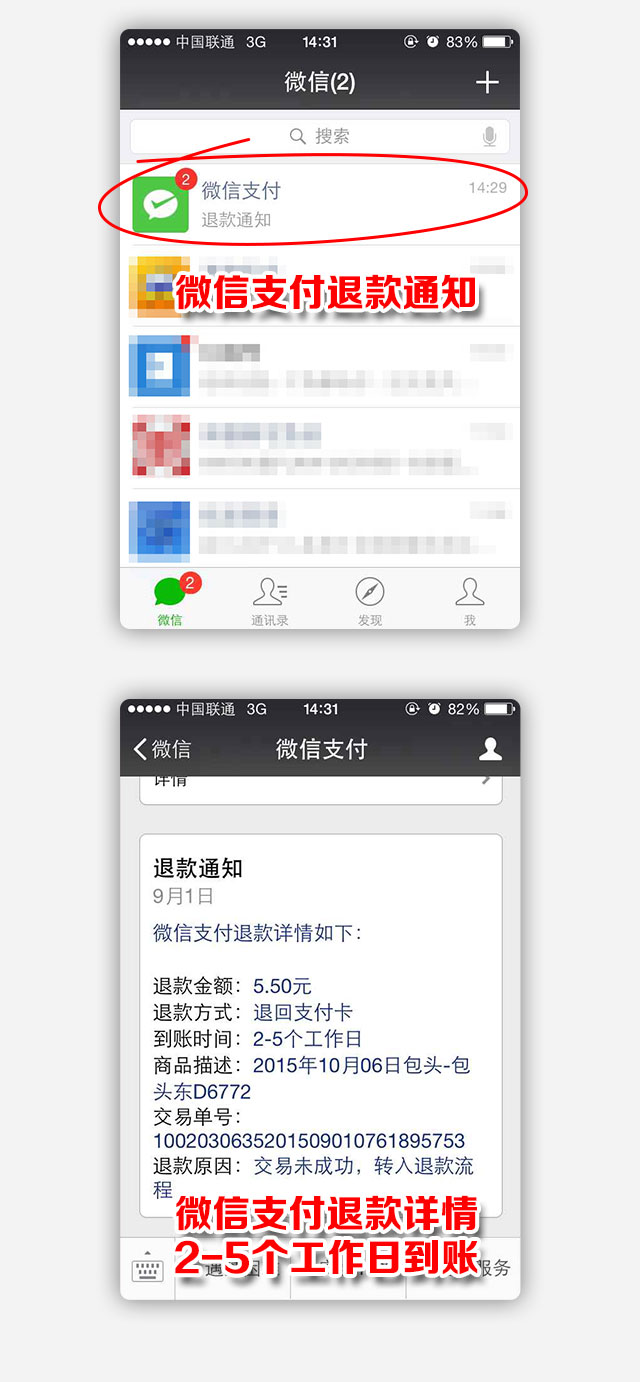 中国联通 3G 14:31 83%
微信(2)
搜索
2
微信支付 14:29
退款通知
微信支付退款通知
2
微信 通讯录 发现 我
中国联通 3G 14:31 82%
微信 微信支付
详情
退款通知
9月1日
微信支付退款详情如下：
退款金额：5.50元
退款方式：退回支付卡
到账时间：2-5个工作日
商品描述：2015年10月06日包头-包
头东D6772
交易单号：
1002030635201509010761895753
退款原因：交易未成功，转入退款流
程
微信支付退款详情
2-5个工作日到账
服务